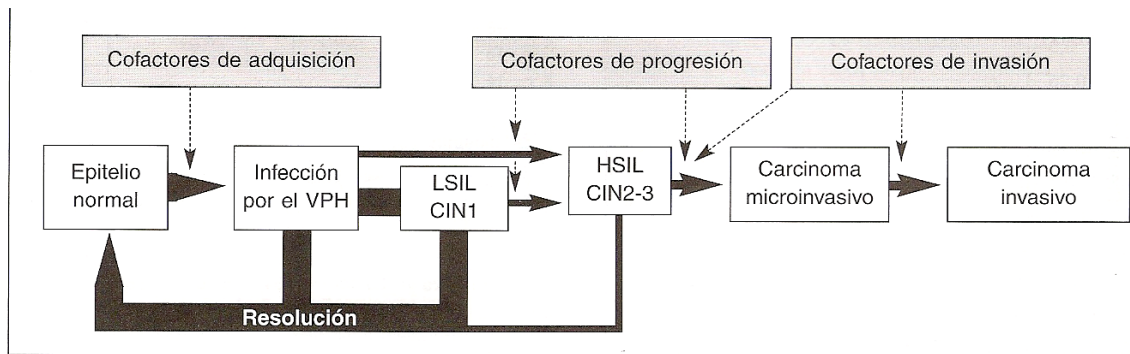 Cofactores de adquisición
Cofactores de progresión
Cofactores de invasión
Epitelio
normal
Infección
por el VPH
LSIL
CIN1
HSIL
CIN2-3
Carcinoma
microinvasivo
Carcinoma
invasivo
Resolución